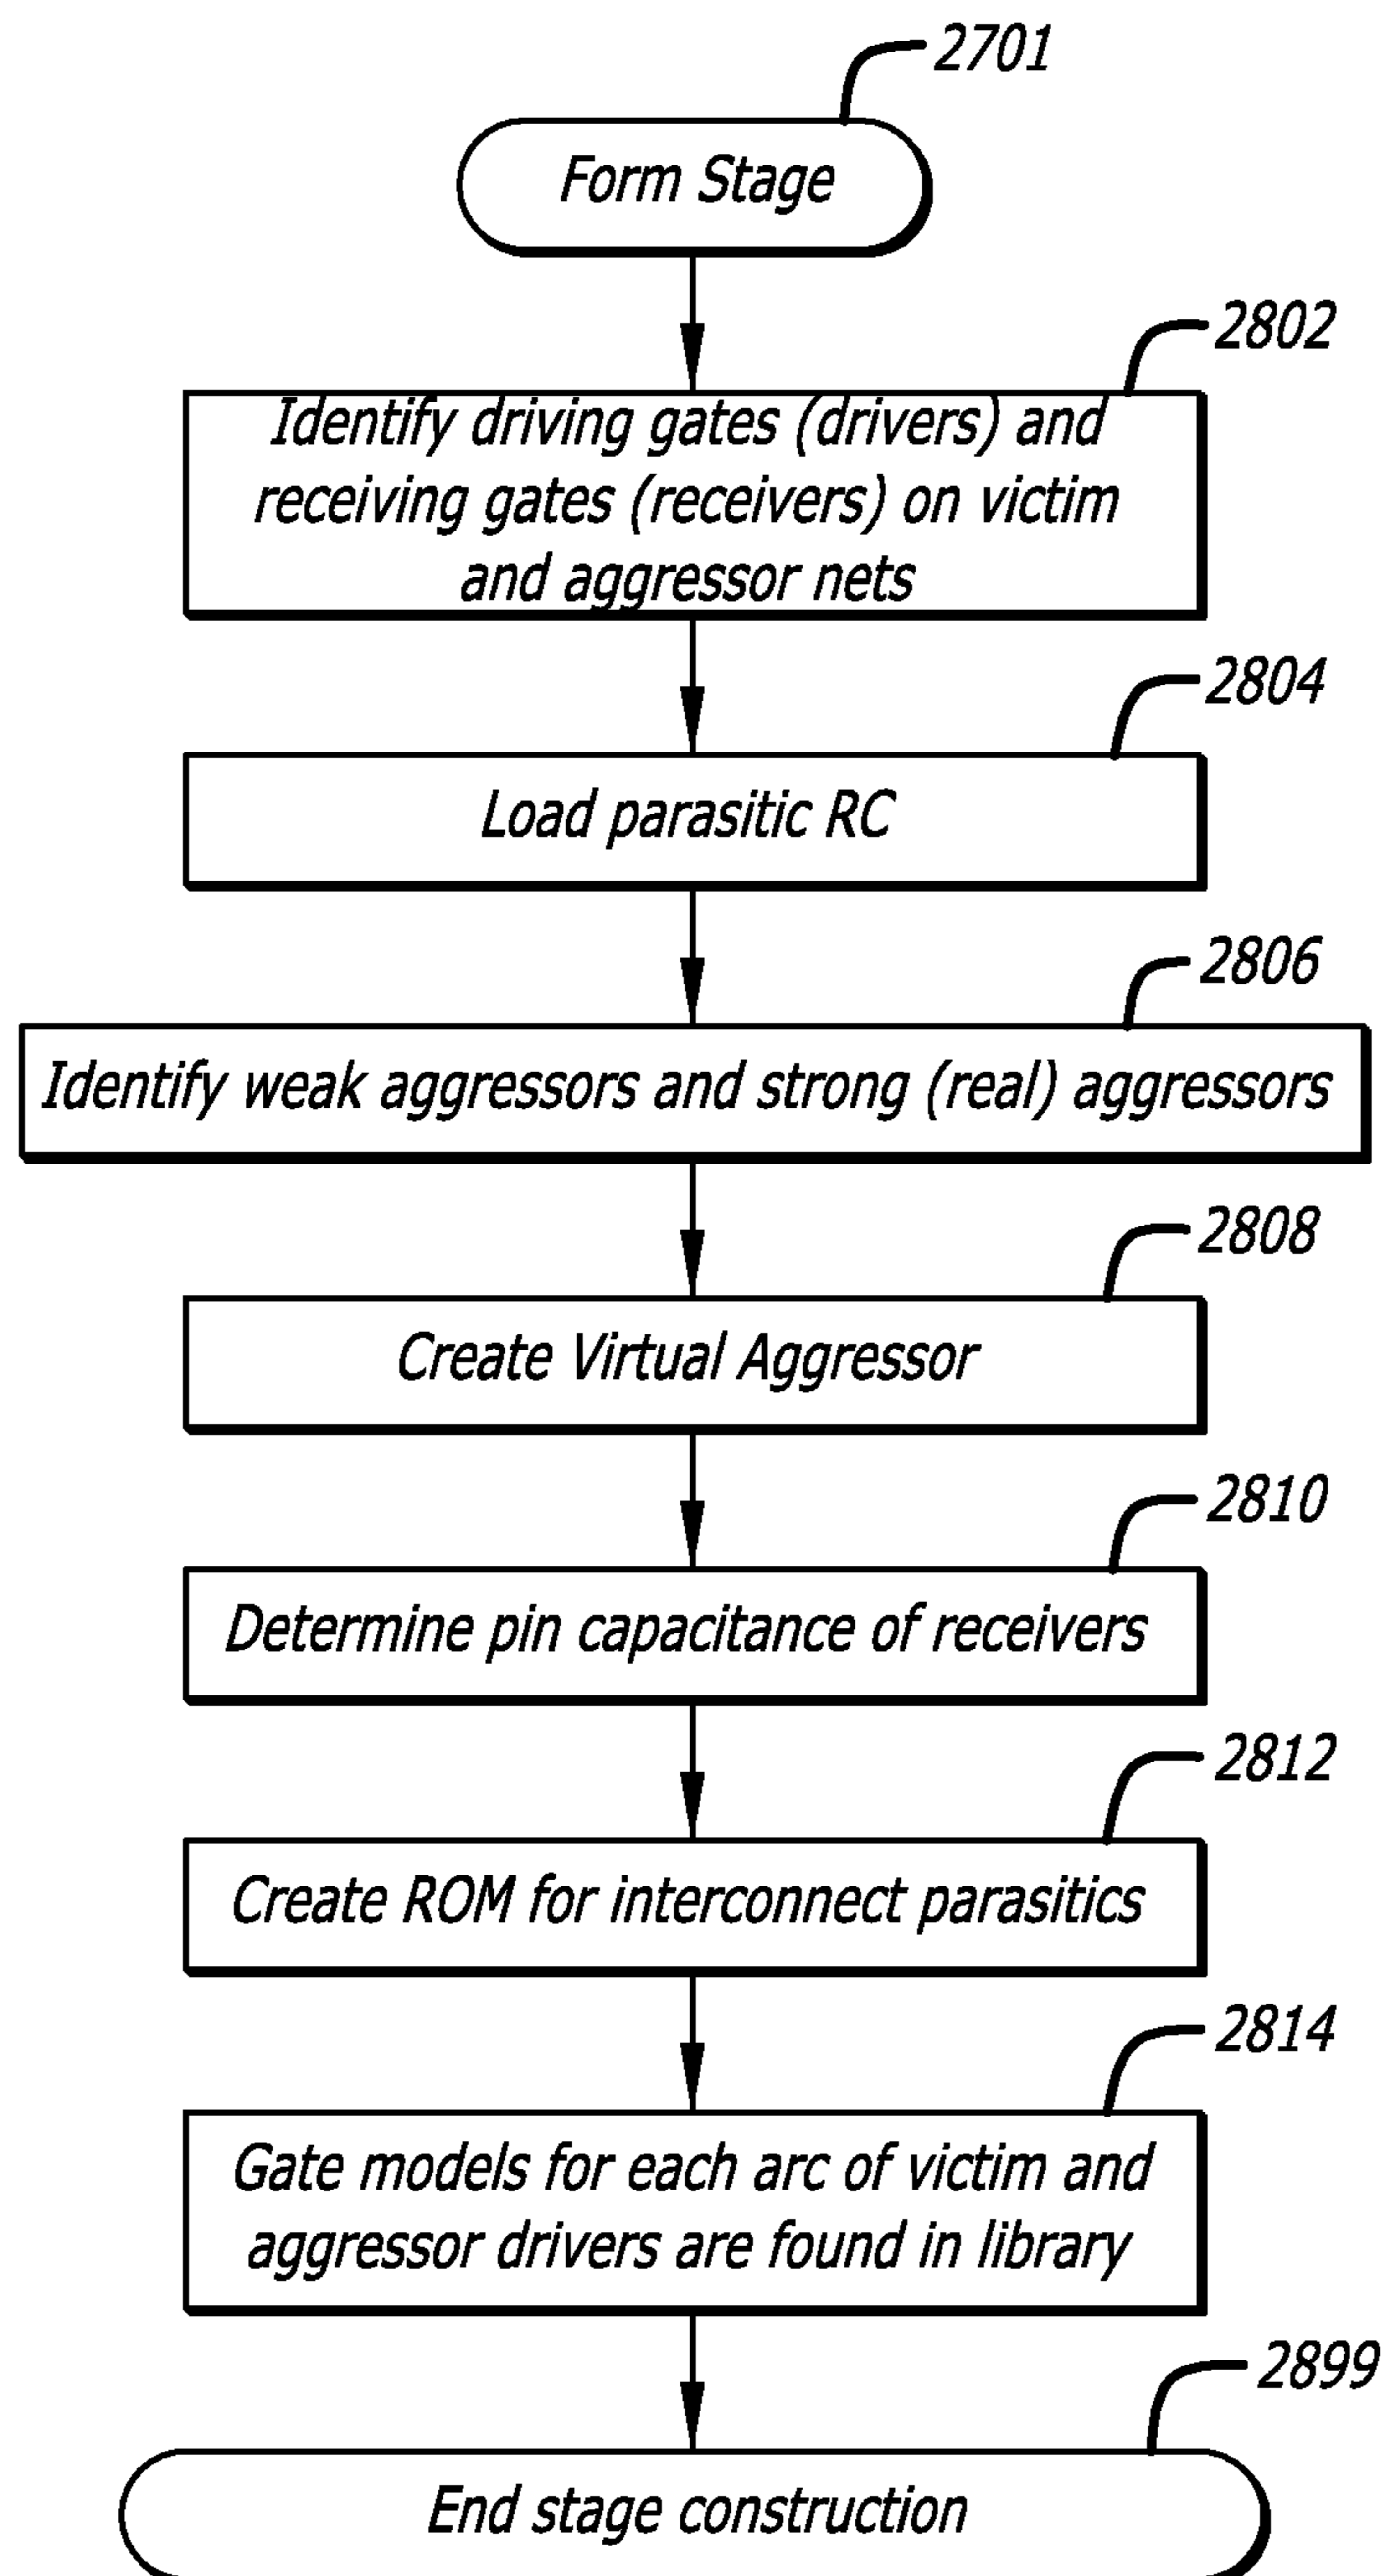 2701
Form Stage
2802
Identify driving gates (drivers) and
receiving gates (receivers) on victim
and aggressor nets
2804
Load parasitic RC
2806
Identify weak aggressors and strong (real) aggressors
2808
Create Virtual Aggressor
2810
Determine pin capacitance of receivers
2812
Create ROM for interconnect parasitics
2814
Gate models for each arc of victim and
aggressor drivers are found in library
2899
End stage construction